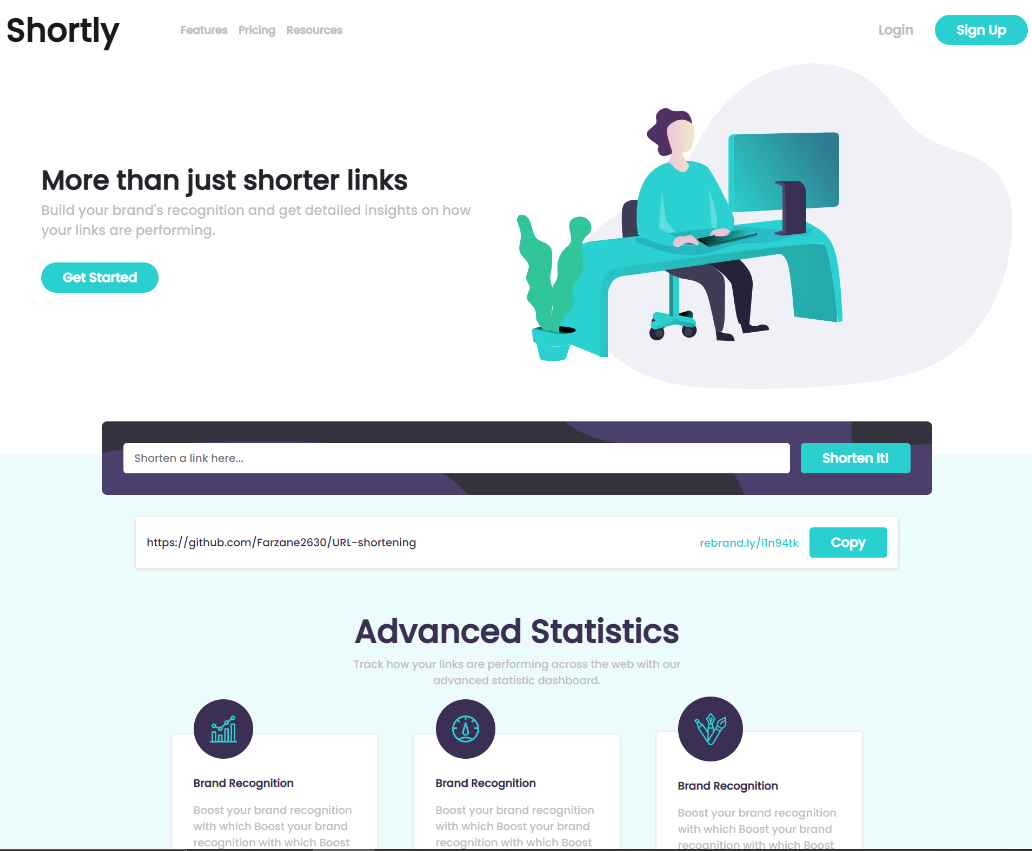 Shortly
Features Pricing Resources
Login
Sign Up
More than just shorter links
Build your brand's recognition and get detailed insights on how
your links are performing.
Get Started
Shorten a link here...
Shorten It!
https://github.com/Farzane2630/URL-shortening
rebrand.ly/i1n94tk
Copy
Advanced Statistics
Track how your links are performing across the web with our
advanced statistic dashboard.
Brand Recognition
Boost your brand recognition
with which Boost your brand
recognition with which Boost
Brand Recognition
Boost your brand recognition
with which Boost your brand
recognition with which Boost
Brand Recognition
Boost your brand recognition
with which Boost your brand
recognition with which Boost